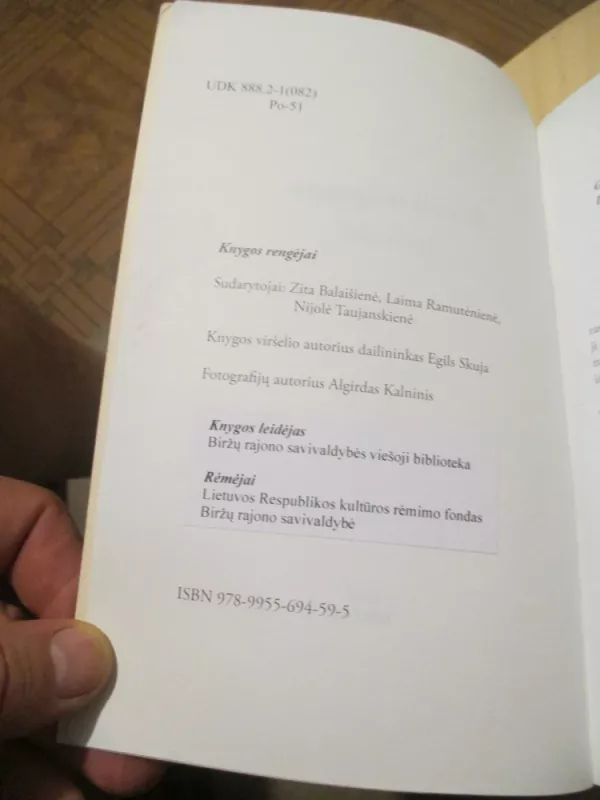 UDK 888.2-1(082)
Po-51
Knygos rengėjai
Sudarytojai: Zita Balaišienė, Laima Ramutėnienė,
Nijolė Taujanskienė
Knygos viršelio autorius dailininkas Egils Skuja
Fotografijų autorius Algirdas Kalninis
Knygos leidėjas
Biržų rajono savivaldybės viešoji biblioteka
Rėmėjai
Lietuvos Respublikos kultūros rėmimo fondas
Biržų rajono savivaldybė
ISBN 978-9955-694-59-5